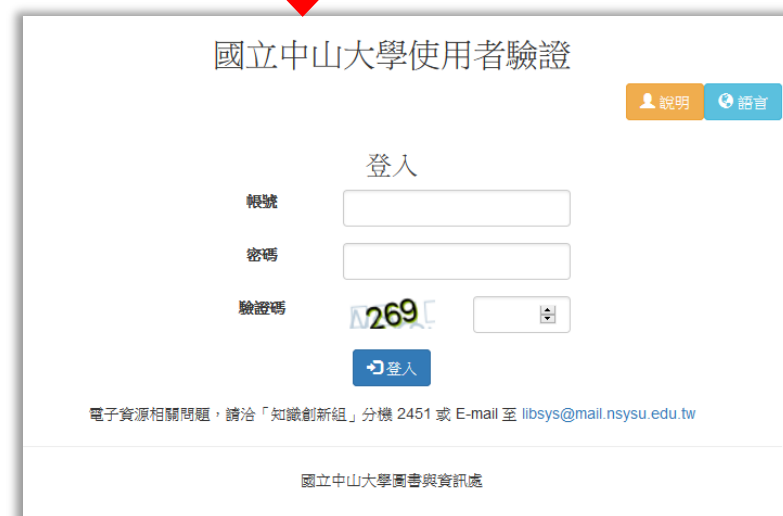 國立中山大學使用者驗證
說明 語言
登入
帳號
密碼
驗證碼 269
登入
電子資源相關問題，請洽「知識創新組」分機 2451 或 E-mail 至 libsys@mail.nsysu.edu.tw
國立中山大學圖書與資訊處